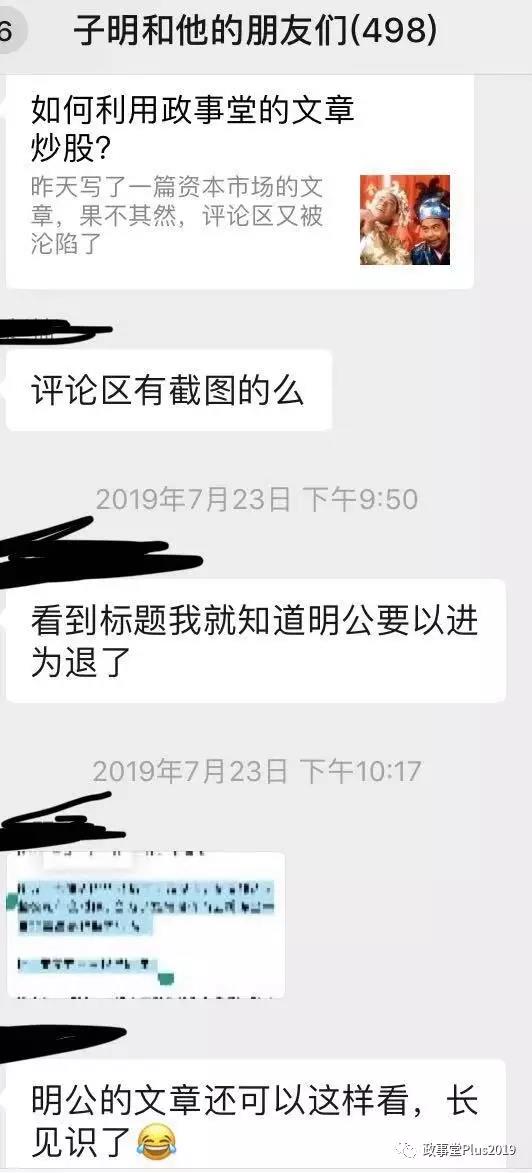 6
子明和他的朋友们(498)
如何利用政事堂的文章
炒股?
昨天写了一篇资本市场的文
章，果不其然，评论区又被
沦陷了
评论区有截图的么
2019年7月23日 下午9:50
看到标题我就知道明公要以进
为退了
2019年7月23日 下午10:17
明公的文章还可以这样看，长
见识了😂
政事堂Plus2019